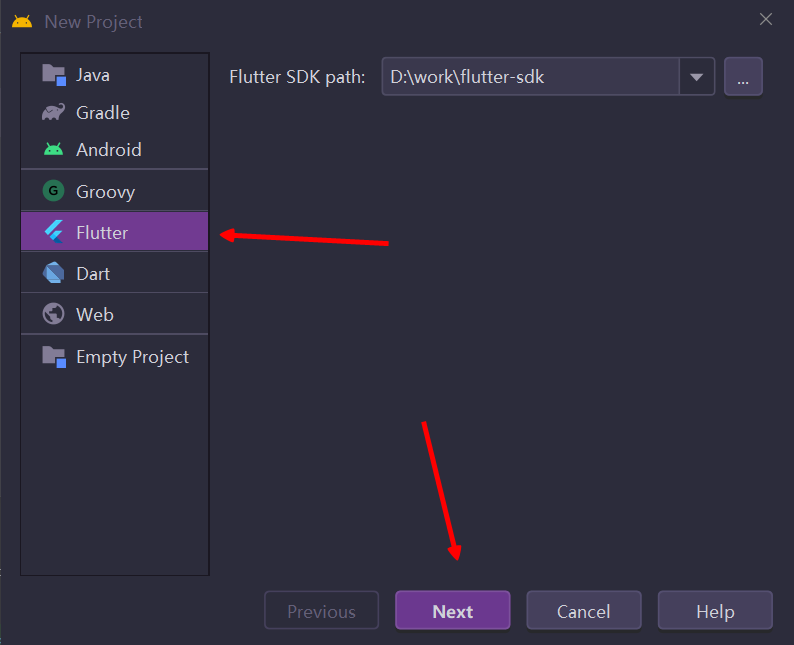 New Project
Java
Gradle
Android
G Groovy
Flutter
Dart
Web
Empty Project
Flutter SDK path: D:\work\flutter-sdk ...
Previous Next Cancel Help